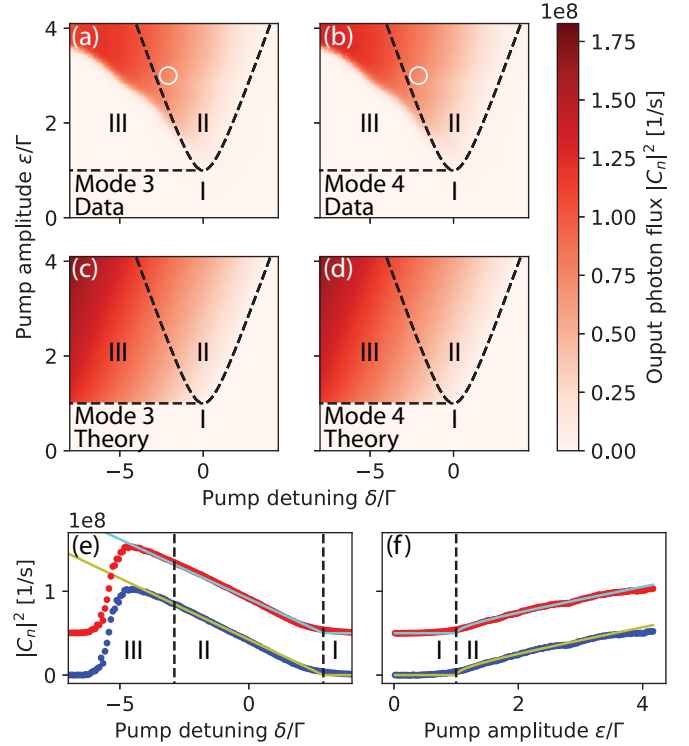 (a)
(b)
1e8
4
III
II
III
II
2
Mode 3
Data
I
Mode 4
Data
I
0
Pump amplitude ε/Γ
(c)
(d)
4
III
II
III
II
2
Mode 3
Theory
I
Mode 4
Theory
I
0
-5
0
-5
0
Pump detuning δ/Γ
1.75
1.50
1.25
1.00
0.75
0.50
0.25
0.00
Ouput photon flux |Cₙ|² [1/s]
1e8
(e)
(f)
|Cₙ|² [1/s]
1
III
II
I
I
II
0
-5
0
0
2
4
Pump detuning δ/Γ
Pump amplitude ε/Γ